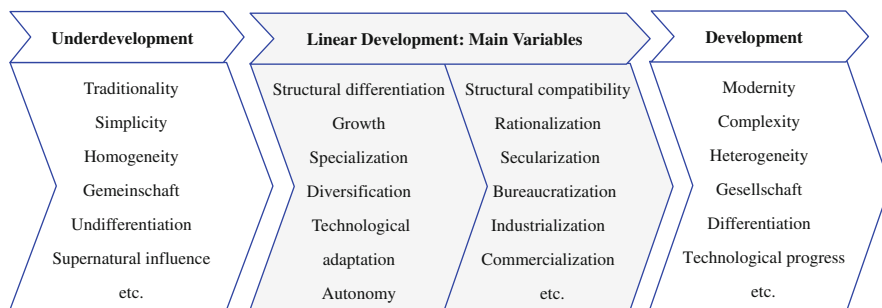 Underdevelopment
Traditionality
Simplicity
Homogeneity
Gemeinschaft
Undifferentiation
Supernatural influence
etc.
Linear Development: Main Variables
Structural differentiation
Growth
Specialization
Diversification
Technological
adaptation
Autonomy
Structural compatibility
Rationalization
Secularization
Bureaucratization
Industrialization
Commercialization
etc.
Development
Modernity
Complexity
Heterogeneity
Gesellschaft
Differentiation
Technological progress
etc.